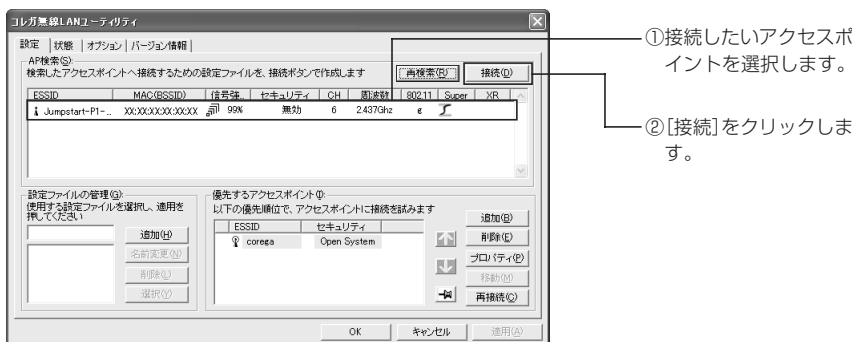 コレガ無線LANユーティリティ
設定 状態 オプション バージョン情報
AP検索(S):
検索したアクセスポイントへ接続するための設定ファイルを、接続ボタンで作成します
再検索(R) 接続(D)
ESSID MAC(BSSID) 信号強... セキュリティ CH 周波数 802.11 Super XR
Jumpstart-P1-... XX:XX:XX:XX:XX:XX 99% 無効 6 2.437Ghz g
設定ファイルの管理(G):
使用する設定ファイルを選択し、適用を
押してください
追加(H)
名前変更(N)
削除(L)
選択(Y)
優先するアクセスポイント(I):
以下の優先順位で、アクセスポイントに接続を試みます
ESSID セキュリティ
corega Open System
追加(B)
削除(E)
プロパティ(P)
移動(M)
再接続(C)
OK キャンセル 適用(A)
①接続したいアクセスポ
イントを選択します。
②[接続]をクリックしま
す。